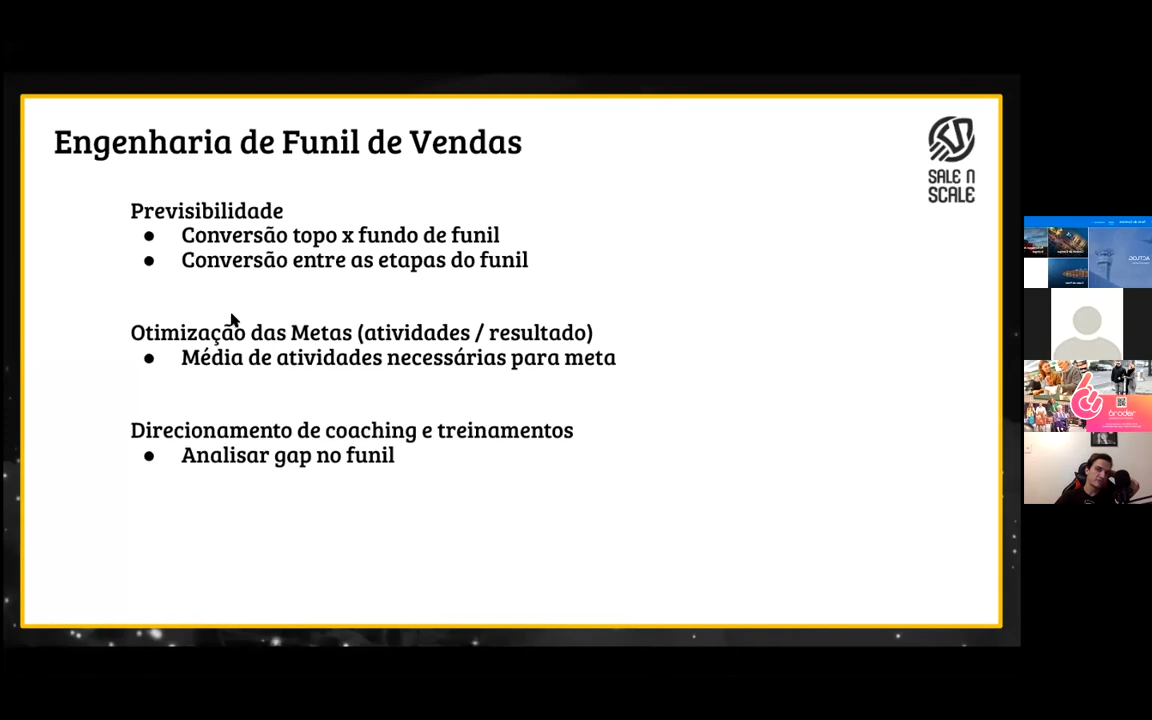 Engenharia de Funil de Vendas
SALE N
SCALE
Previsibilidade
● Conversão topo x fundo de funil
● Conversão entre as etapas do funil
Otimização das Metas (atividades / resultado)
● Média de atividades necessárias para meta
Direcionamento de coaching e treinamentos
● Analisar gap no funil